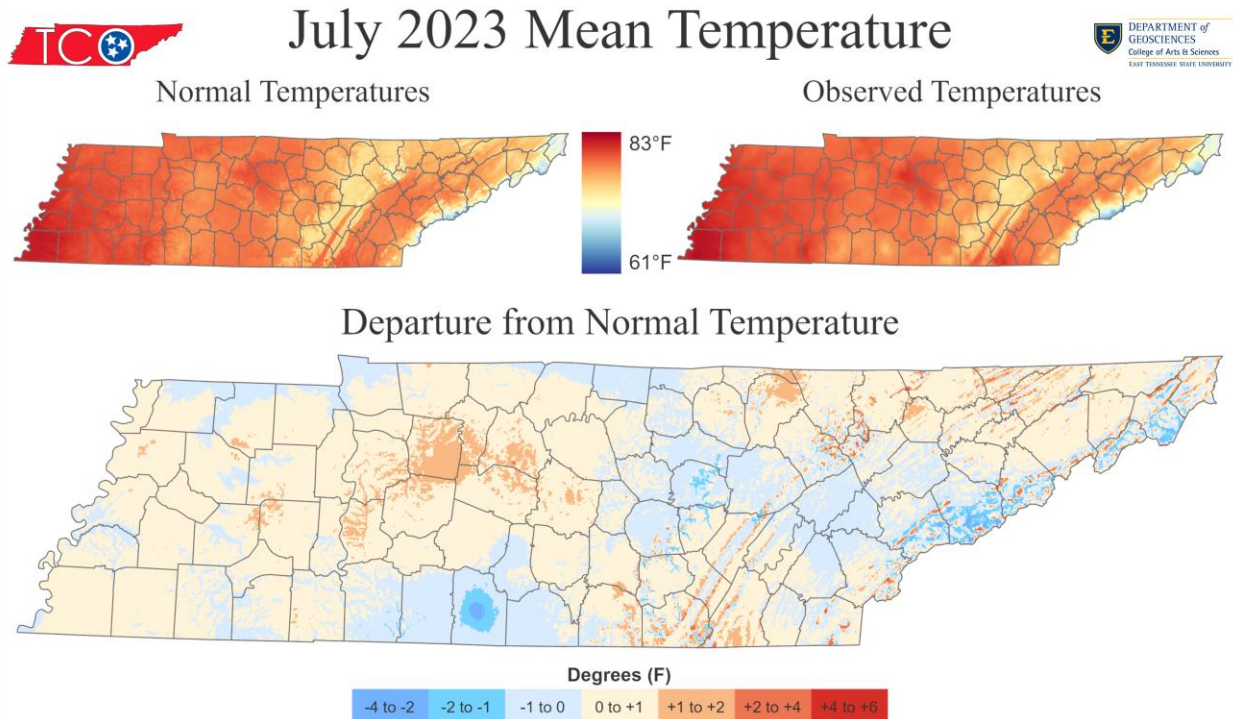 TCO
July 2023 Mean Temperature
E
DEPARTMENT of
GEOSCIENCES
College of Arts & Sciences
EAST TENNESSEE STATE UNIVERSITY
Normal Temperatures
Observed Temperatures
83°F
61°F
Departure from Normal Temperature
Degrees (F)
-4 to -2 -2 to -1 -1 to 0 0 to +1 +1 to +2 +2 to +4 +4 to +6